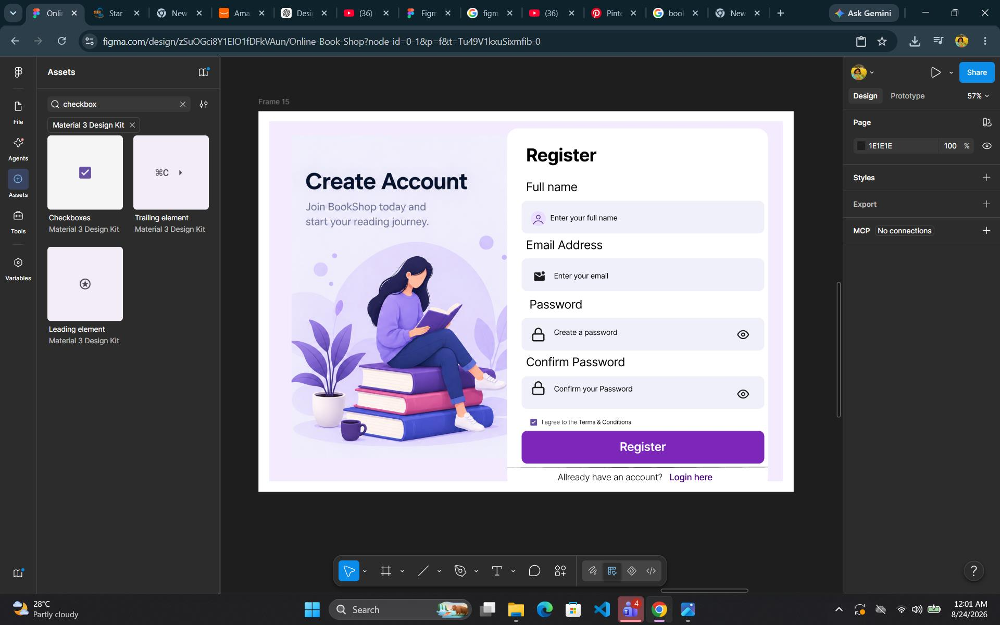 Onlin
Star
New
Ama
Desi
(36)
Figm
figm
(36)
Pinte
bool
New
Ask Gemini
figma.com/design/zSuOGci8Y1EIO1fDFkVAun/Online-Book-Shop?node-id=0-1&p=f&t=Tu49V1kxuSixmfib-0
File
Agents
Assets
Tools
Variables
Assets
checkbox
Material 3 Design Kit
⌘C
Checkboxes
Material 3 Design Kit
Trailing element
Material 3 Design Kit
Leading element
Material 3 Design Kit
Frame 15
Create Account
Join BookShop today and
start your reading journey.
Register
Full name
Enter your full name
Email Address
Enter your email
Password
Create a password
Confirm Password
Confirm your Password
I agree to the Terms & Conditions
Register
Allready have an account? Login here
Share
Design
Prototype
57%
Page
1E1E1E
100 %
Styles
Export
MCP No connections
?
28°C
Partly cloudy
Search
4
12:01 AM
8/24/2026